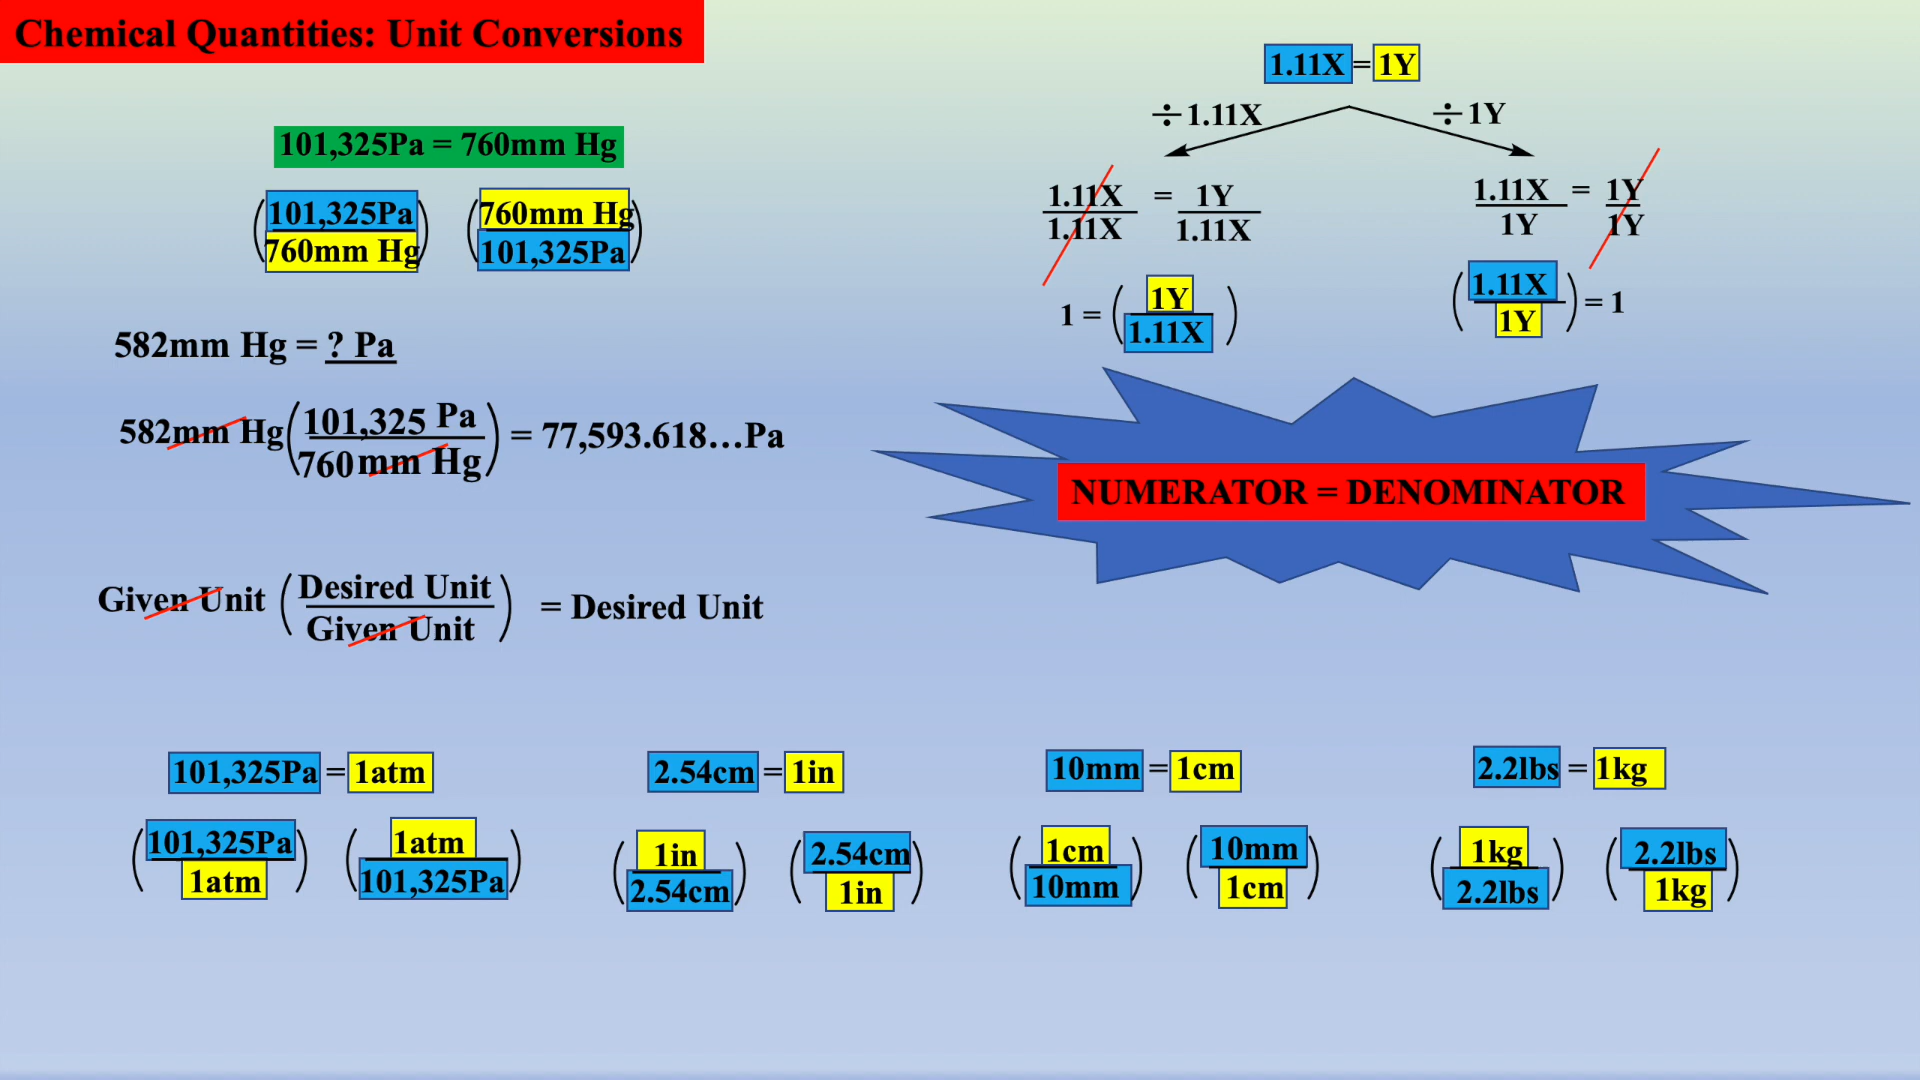 Chemical Quantities: Unit Conversions
101,325Pa = 760mm Hg
(101,325Pa / 760mm Hg) (760mm Hg / 101,325Pa)
582mm Hg = ? Pa
582mm Hg (101,325 Pa / 760 mm Hg) = 77,593.618...Pa
Given Unit (Desired Unit / Given Unit) = Desired Unit
1.11X = 1Y
÷ 1.11X
÷ 1Y
1.11X / 1.11X = 1Y / 1.11X
1.11X / 1Y = 1Y / 1Y
1 = (1Y / 1.11X)
(1.11X / 1Y) = 1
NUMERATOR = DENOMINATOR
101,325Pa = 1atm
(101,325Pa / 1atm) (1atm / 101,325Pa)
2.54cm = 1in
(1in / 2.54cm) (2.54cm / 1in)
10mm = 1cm
(1cm / 10mm) (10mm / 1cm)
2.2lbs = 1kg
(1kg / 2.2lbs) (2.2lbs / 1kg)